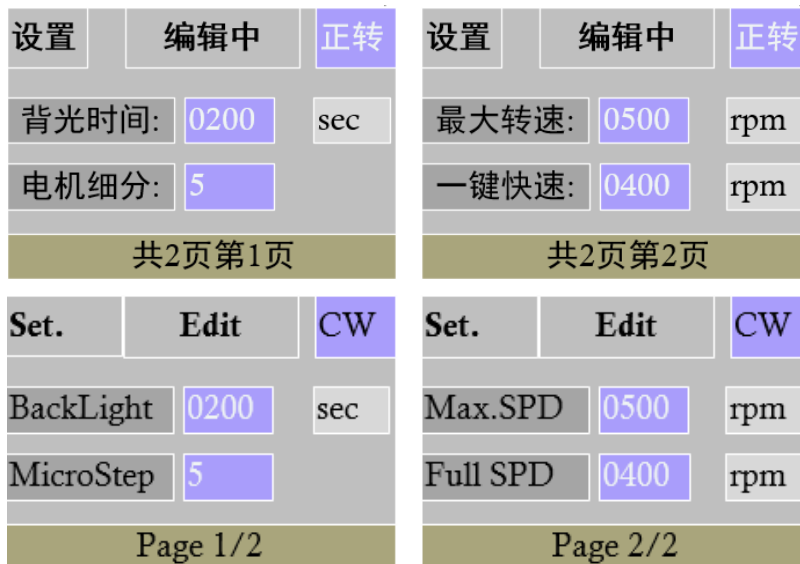 设置 编辑中 正转
背光时间: 0200 sec
电机细分: 5
共2页第1页
设置 编辑中 正转
最大转速: 0500 rpm
一键快速: 0400 rpm
共2页第2页
Set. Edit CW
BackLight 0200 sec
MicroStep 5
Page 1/2
Set. Edit CW
Max.SPD 0500 rpm
Full SPD 0400 rpm
Page 2/2